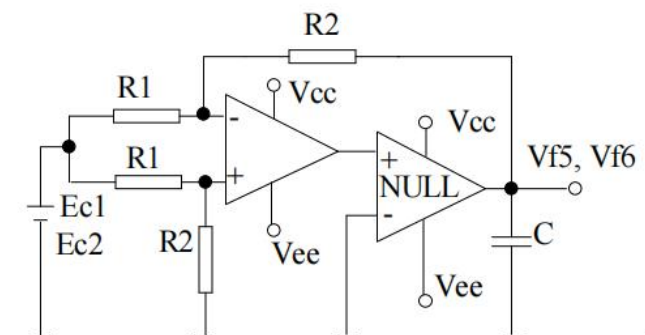 R2
R1
Vcc
-
Vcc
R1
+
+
Vf5, Vf6
NULL
Ec1
-
C
Ec2
R2
Vee
Vee